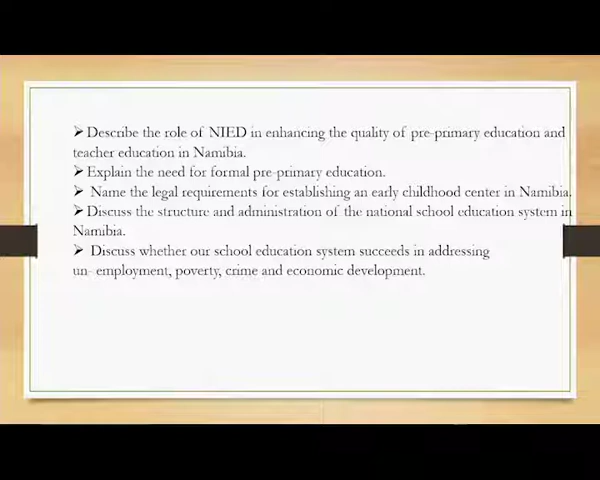 ➢Describe the role of NIED in enhancing the quality of pre-primary education and
teacher education in Namibia.
➢Explain the need for formal pre-primary education.
➢ Name the legal requirements for establishing an early childhood center in Namibia.
➢Discuss the structure and administration of the national school education system in
Namibia.
➢ Discuss whether our school education system succeeds in addressing
un- employment, poverty, crime and economic development.